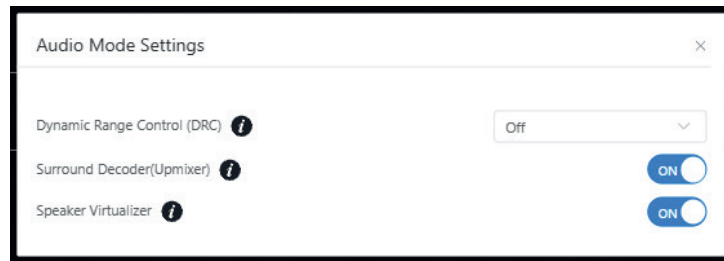 Audio Mode Settings
Dynamic Range Control (DRC) i
Off
Surround Decoder(Upmixer) i
ON
Speaker Virtualizer i
ON